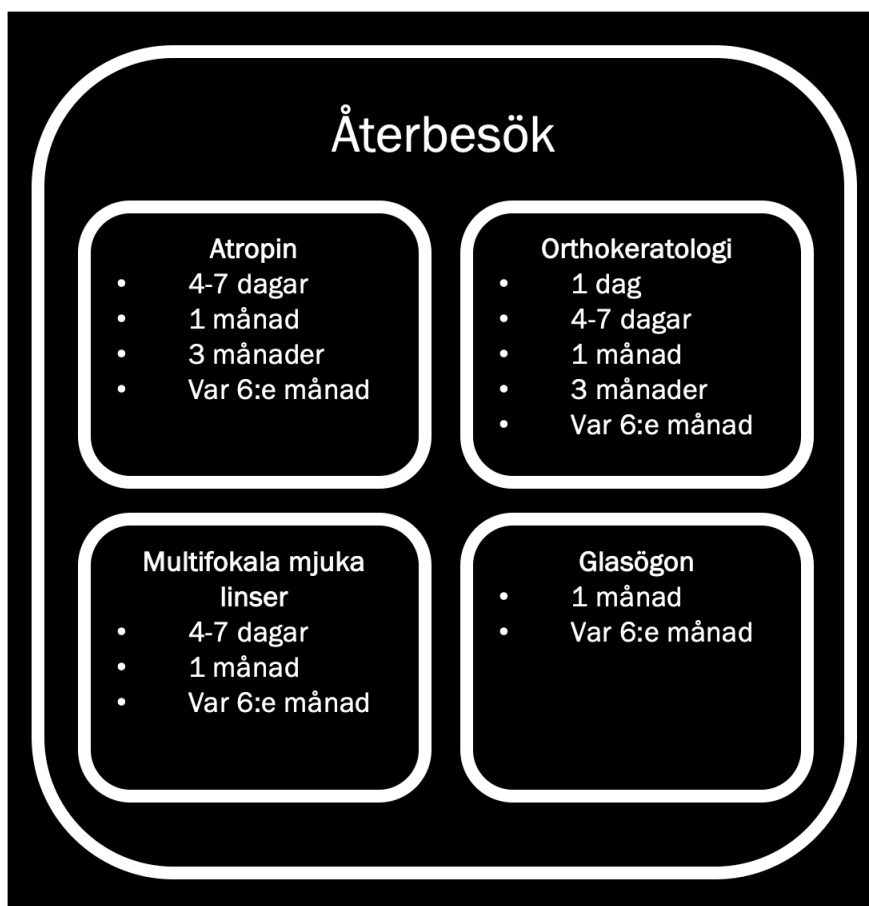 Återbesök
Atropin
• 4-7 dagar
• 1 månad
• 3 månader
• Var 6:e månad
Orthokeratologi
• 1 dag
• 4-7 dagar
• 1 månad
• 3 månader
• Var 6:e månad
Multifokala mjuka
linser
• 4-7 dagar
• 1 månad
• Var 6:e månad
Glasögon
• 1 månad
• Var 6:e månad